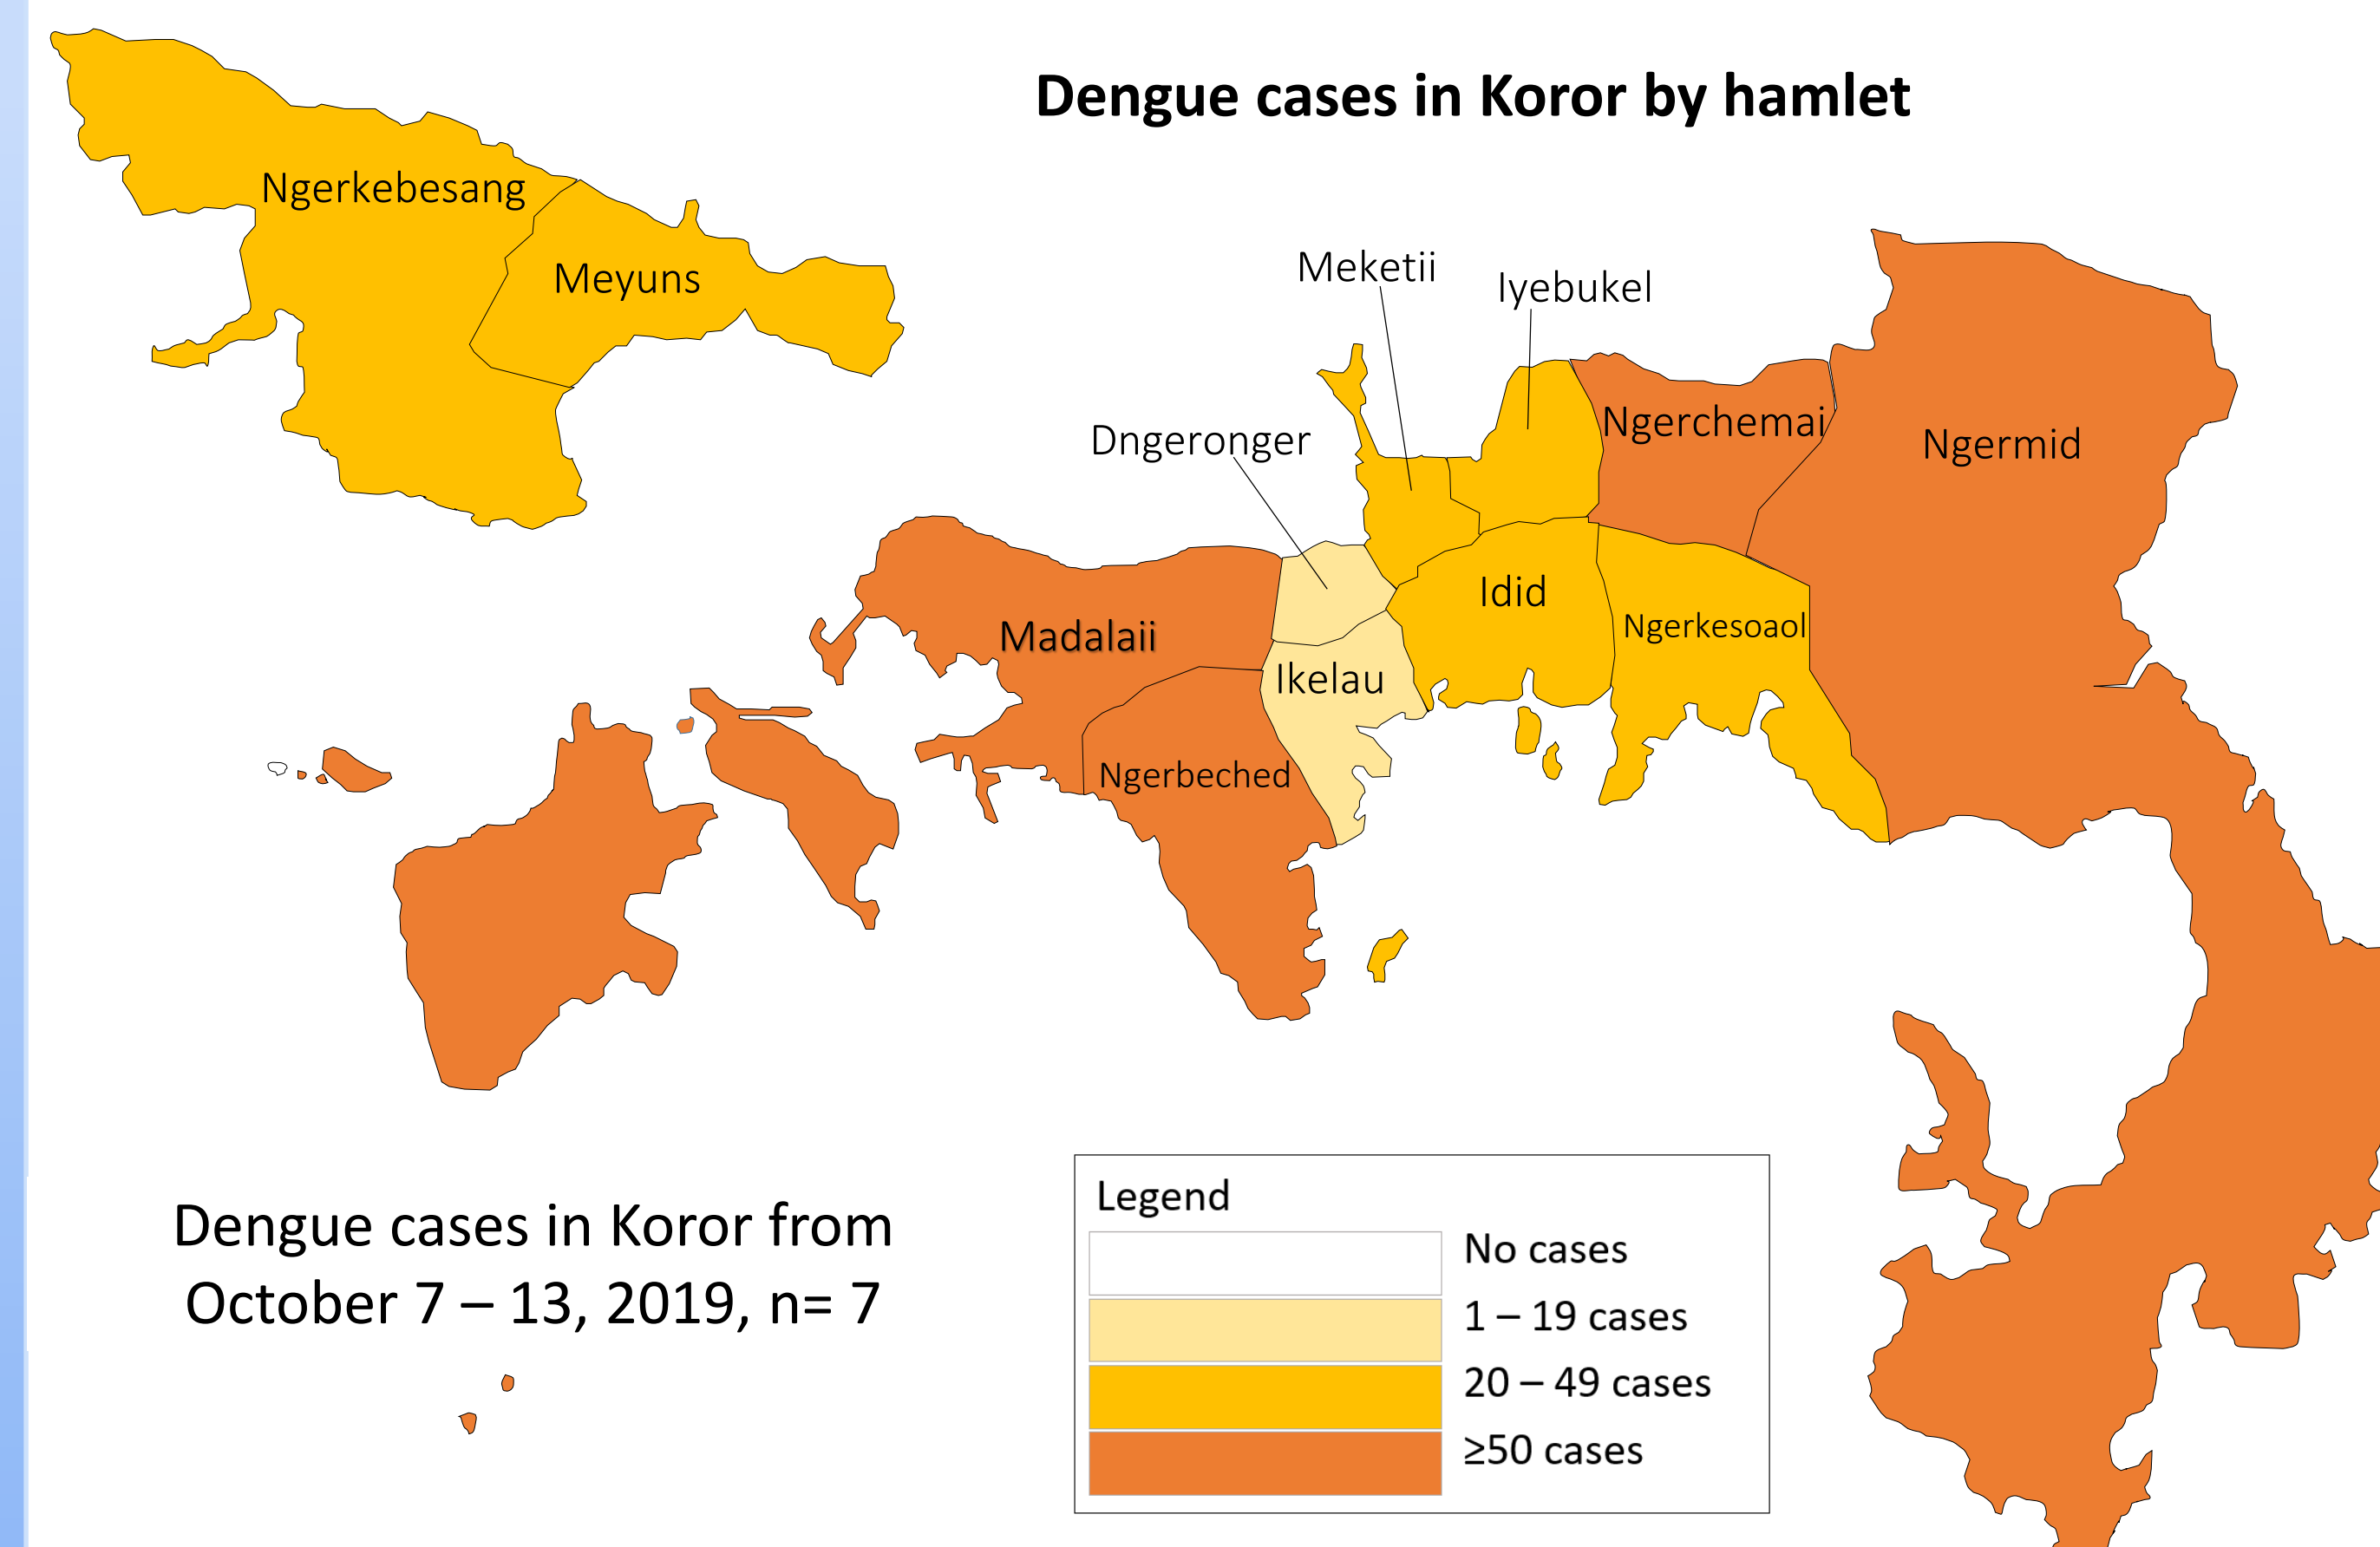 Dengue cases in Koror by hamlet
Ngerkebesang
Meyuns
Meketii
Iyebukel
Dngeronger
Ngerchemai
Ngermid
Idid
Madalaii
Ngerkesoaol
Ikelau
Ngerbeched
Dengue cases in Koror from
October 7 – 13, 2019, n= 7
Legend
No cases
1 – 19 cases
20 – 49 cases
≥50 cases